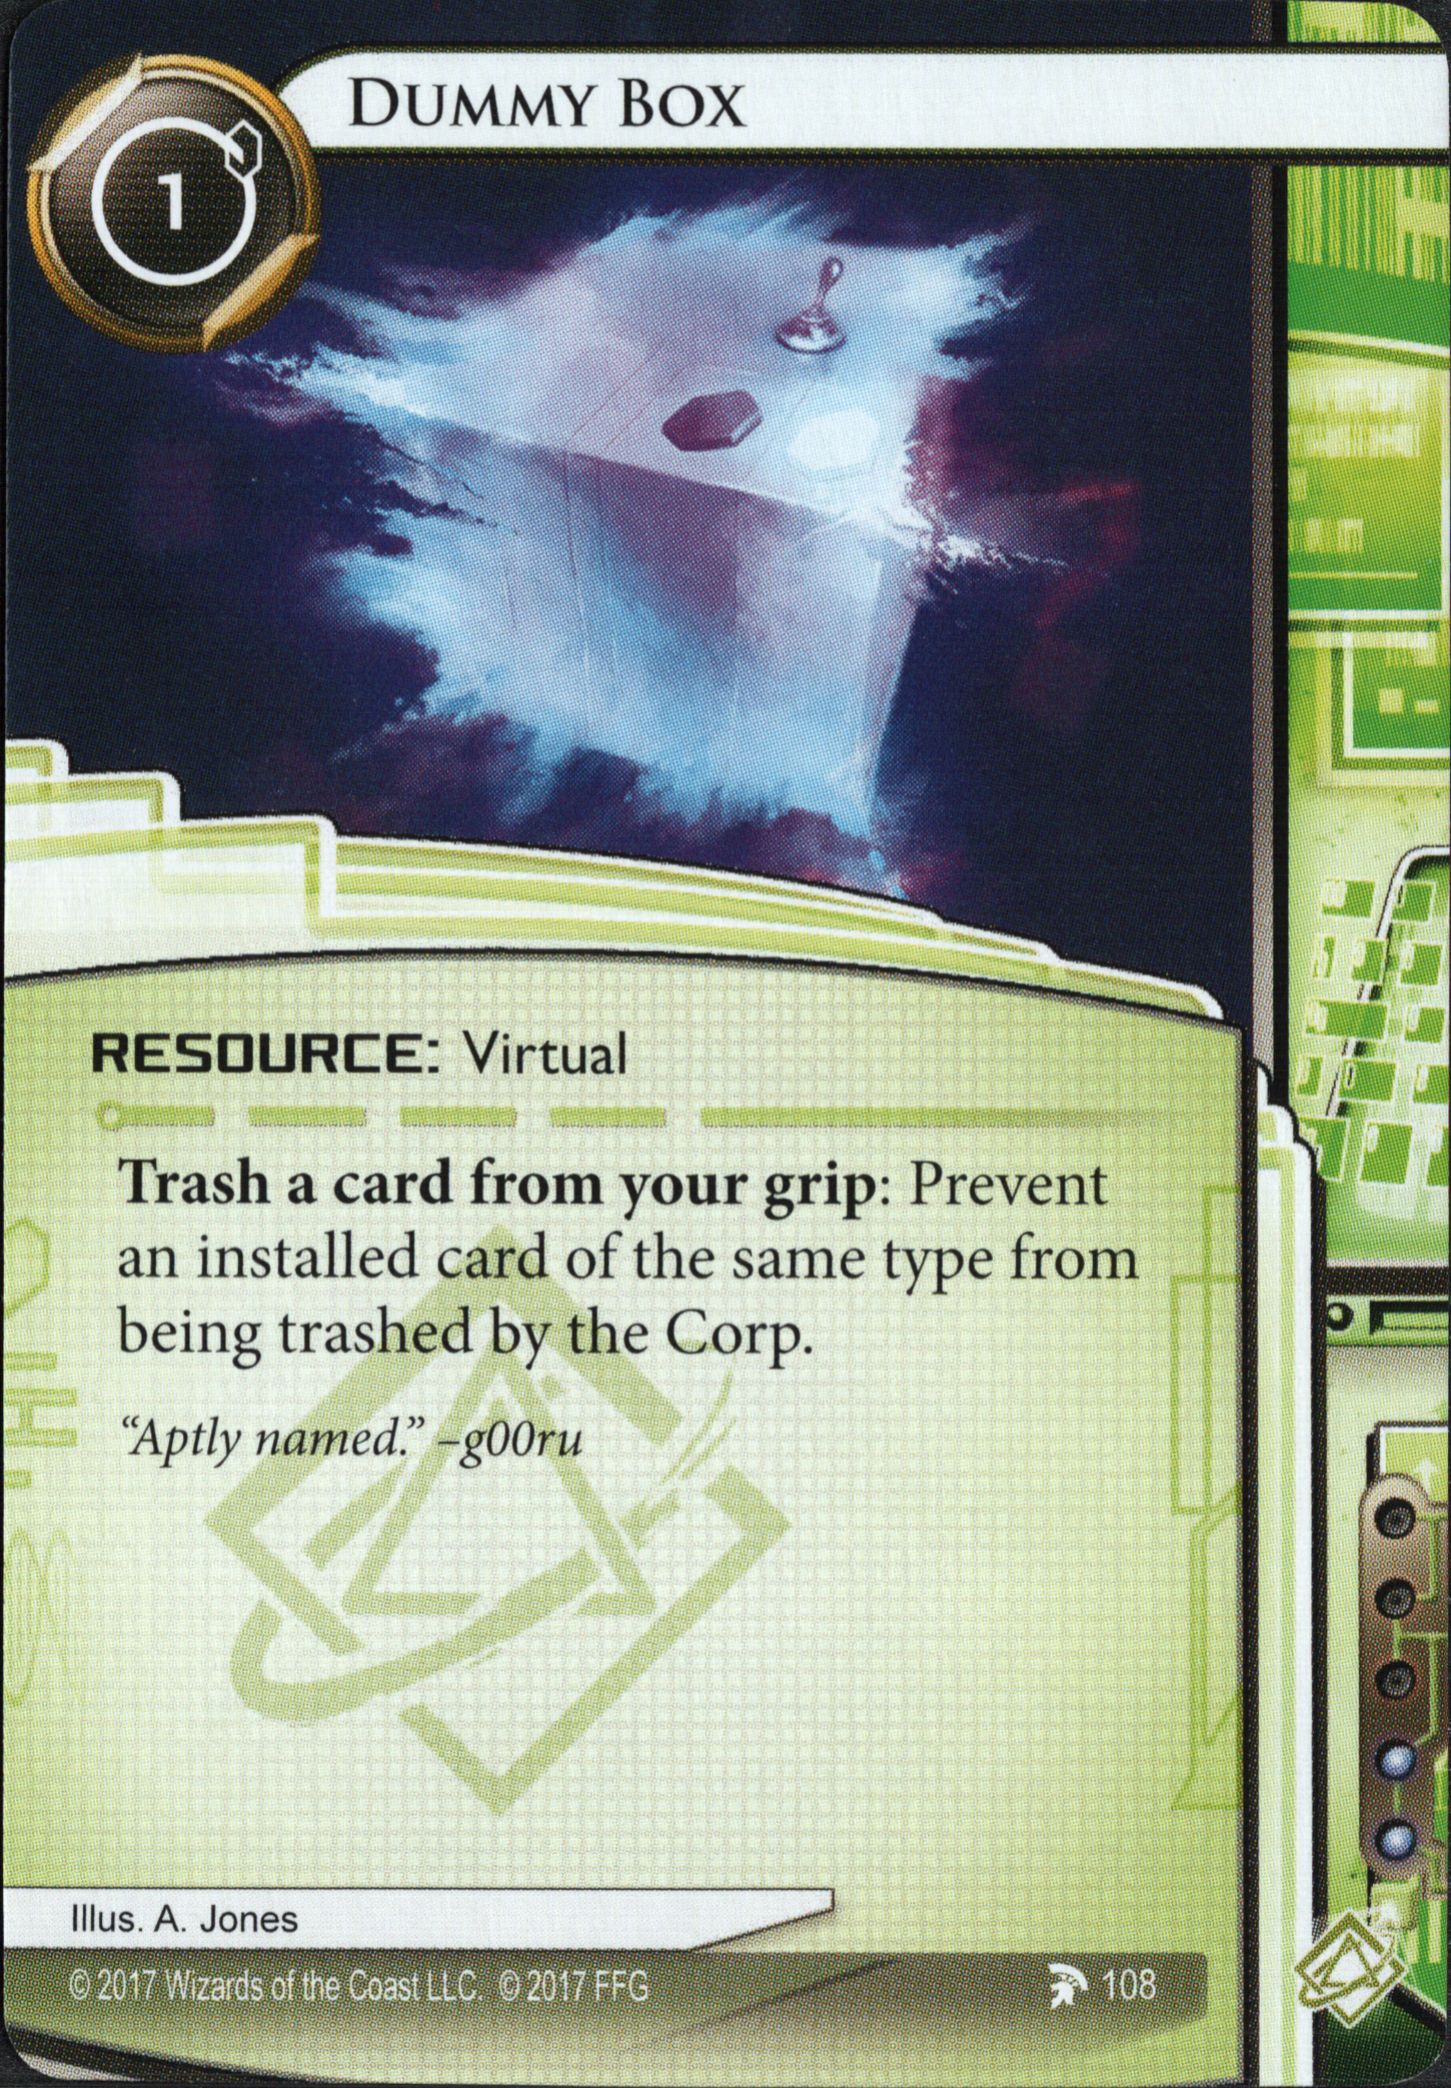 DUMMY BOX
1
RESOURCE: Virtual
Trash a card from your grip: Prevent
an installed card of the same type from
being trashed by the Corp.
“Aptly named.” –g00ru
Illus. A. Jones
© 2017 Wizards of the Coast LLC. © 2017 FFG
108